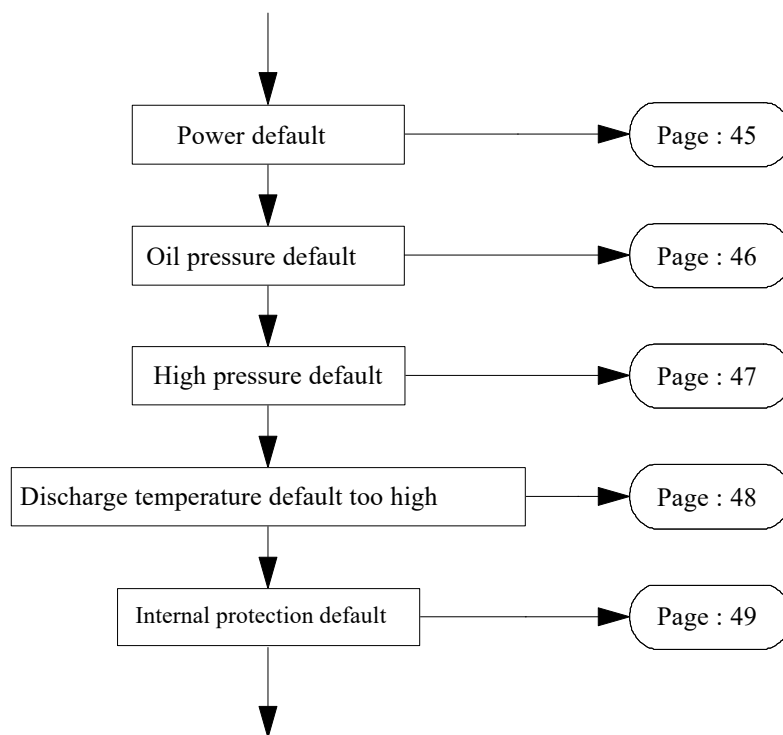 Power default
Page : 45
Oil pressure default
Page : 46
High pressure default
Page : 47
Discharge temperature default too high
Page : 48
Internal protection default
Page : 49